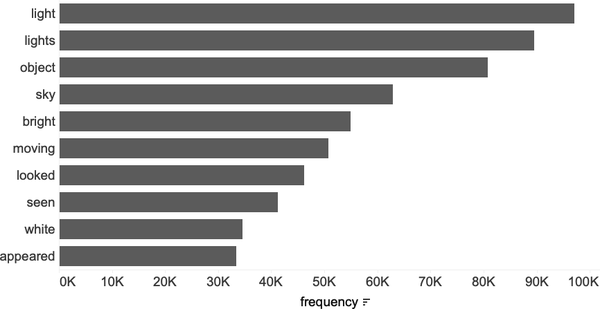 light
lights
object
sky
bright
moving
looked
seen
white
appeared
0K 10K 20K 30K 40K 50K 60K 70K 80K 90K 100K
frequency